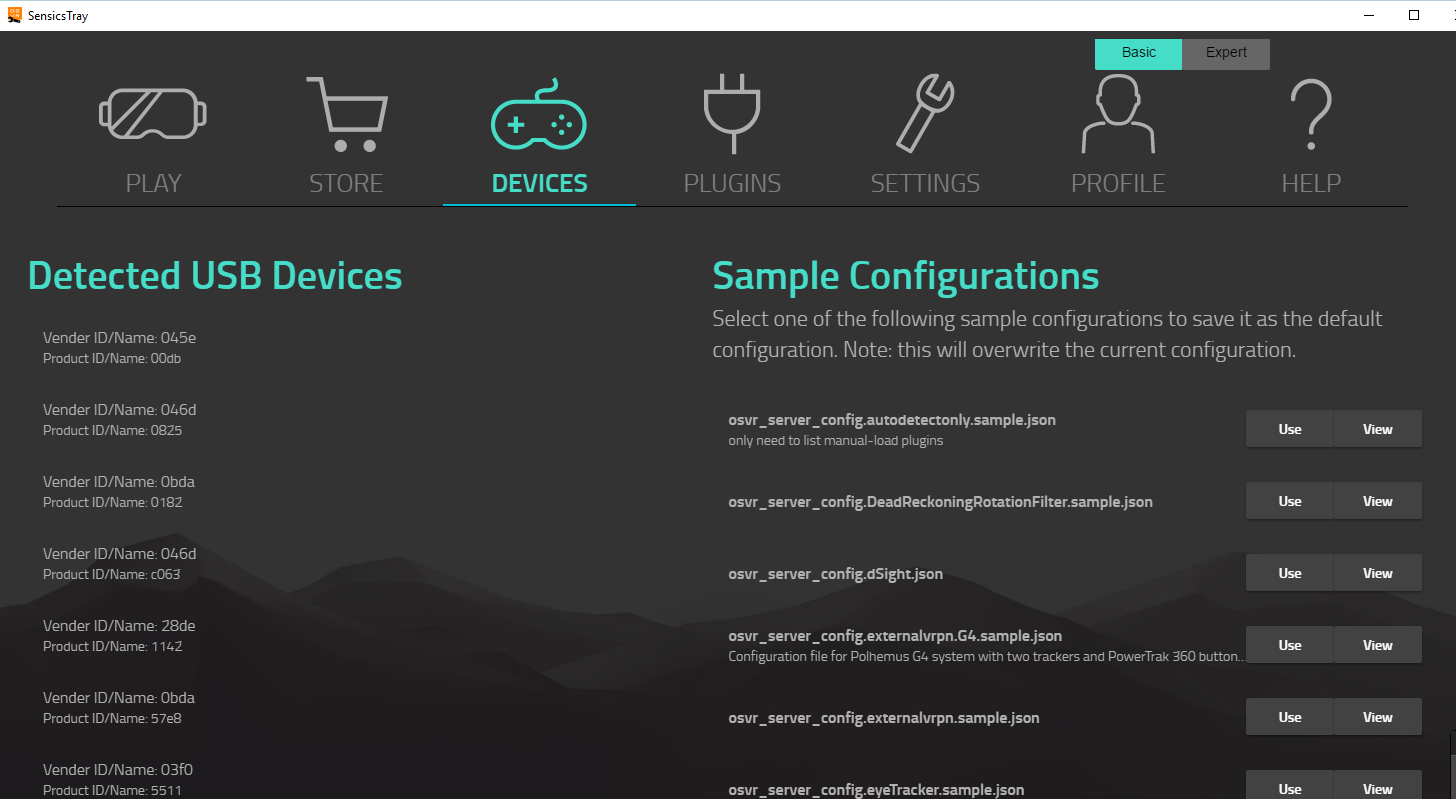 SensicsTray
Basic
Expert
PLAY
STORE
DEVICES
PLUGINS
SETTINGS
PROFILE
HELP
Detected USB Devices
Vender ID/Name: 045e
Product ID/Name: 00db
Vender ID/Name: 046d
Product ID/Name: 0825
Vender ID/Name: 0bda
Product ID/Name: 0182
Vender ID/Name: 046d
Product ID/Name: c063
Vender ID/Name: 28de
Product ID/Name: 1142
Vender ID/Name: 0bda
Product ID/Name: 57e8
Vender ID/Name: 03f0
Product ID/Name: 5511
Sample Configurations
Select one of the following sample configurations to save it as the default
configuration. Note: this will overwrite the current configuration.
osvr_server_config.autodetectonly.sample.json
only need to list manual-load plugins
Use
View
osvr_server_config.DeadReckoningRotationFilter.sample.json
Use
View
osvr_server_config.dSight.json
Use
View
osvr_server_config.externalvrpn.G4.sample.json
Configuration file for Polhemus G4 system with two trackers and PowerTrak 360 button...
Use
View
osvr_server_config.externalvrpn.sample.json
Use
View
osvr_server_config.eyeTracker.sample.json
Use
View